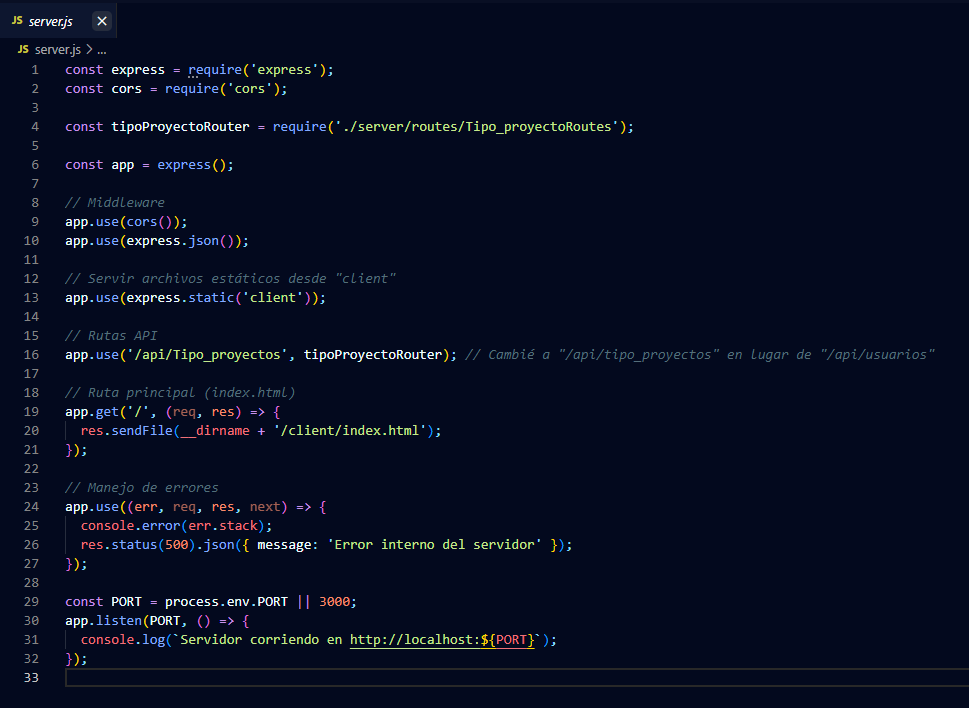 JS server.js ✕
JS server.js > ...
1 const express = require('express');
2 const cors = require('cors');
3
4 const tipoProyectoRouter = require('./server/routes/Tipo_proyectoRoutes');
5
6 const app = express();
7
8 // Middleware
9 app.use(cors());
10 app.use(express.json());
11
12 // Servir archivos estáticos desde "client"
13 app.use(express.static('client'));
14
15 // Rutas API
16 app.use('/api/Tipo_proyectos', tipoProyectoRouter); // Cambié a "/api/tipo_proyectos" en lugar de "/api/usuarios"
17
18 // Ruta principal (index.html)
19 app.get('/', (req, res) => {
20   res.sendFile(__dirname + '/client/index.html');
21 });
22
23 // Manejo de errores
24 app.use((err, req, res, next) => {
25   console.error(err.stack);
26   res.status(500).json({ message: 'Error interno del servidor' });
27 });
28
29 const PORT = process.env.PORT || 3000;
30 app.listen(PORT, () => {
31   console.log(`Servidor corriendo en http://localhost:${PORT}`);
32 });
33